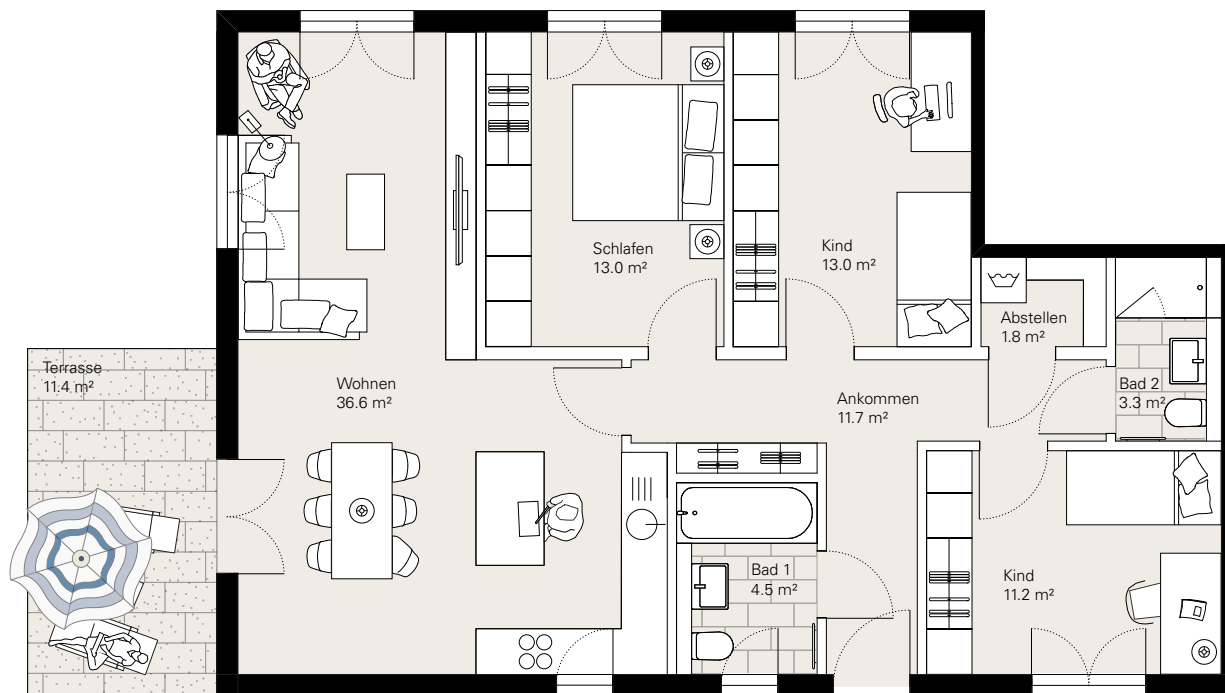 Schlafen
13.0 m²
Kind
13.0 m²
Abstellen
1.8 m²
Terrasse
11.4 m²
Wohnen
36.6 m²
Ankommen
11.7 m²
Bad 2
3.3 m²
Bad 1
4.5 m²
Kind
11.2 m²